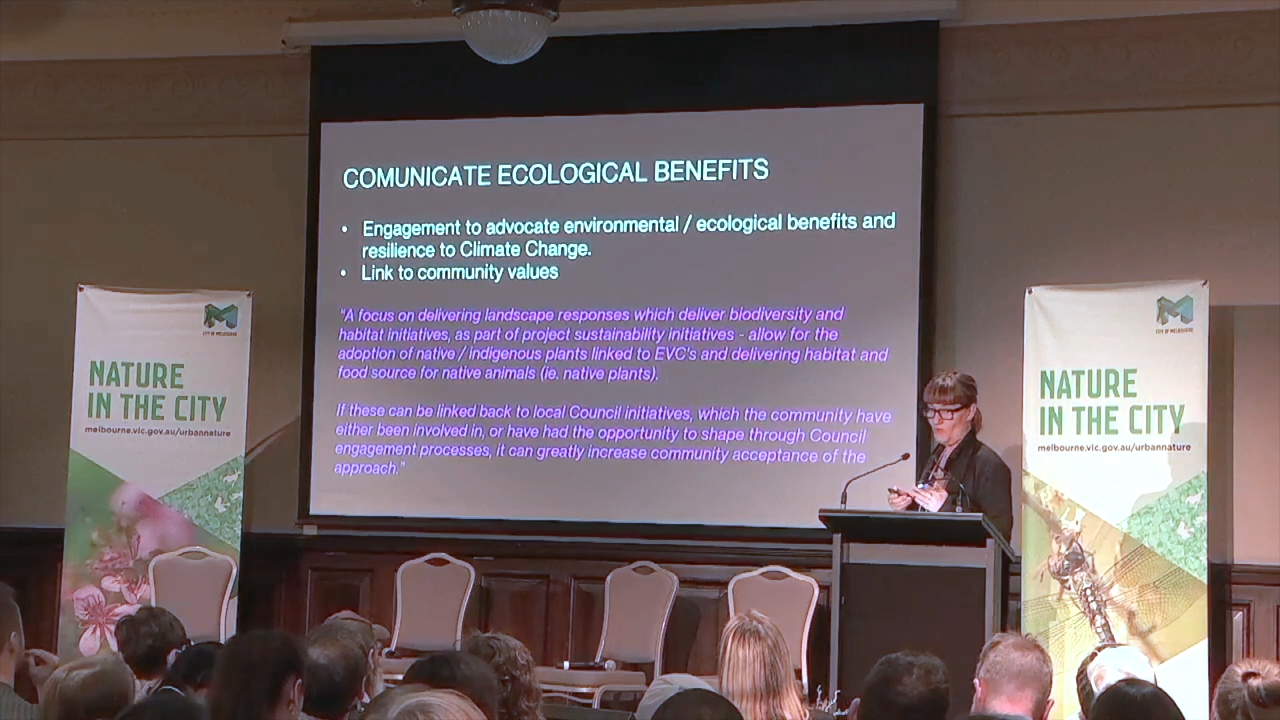 COMUNICATE ECOLOGICAL BENEFITS
• Engagement to advocate environmental / ecological benefits and
resilience to Climate Change.
• Link to community values
"A focus on delivering landscape responses which deliver biodiversity and
habitat initiatives, as part of project sustainability initiatives - allow for the
adoption of native / indigenous plants linked to EVC's and delivering habitat and
food source for native animals (ie. native plants).
If these can be linked back to local Council initiatives, which the community have
either been involved in, or have had the opportunity to shape through Council
engagement processes, it can greatly increase community acceptance of the
approach."
CITY OF MELBOURNE
NATURE
IN THE CITY
melbourne.vic.gov.au/urbannature
CITY OF MELBOURNE
NATURE
IN THE CITY
melbourne.vic.gov.au/urbannature